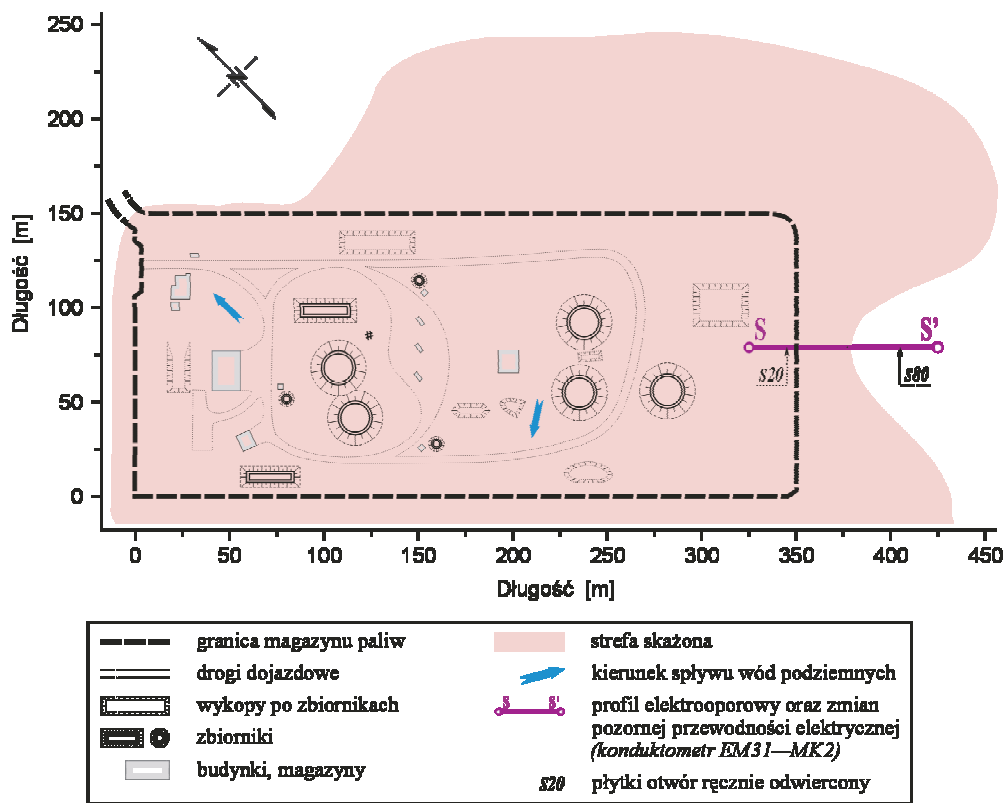 250
200
150
100
50
0
Długość [m]
S
S'
S20
S80
0
50
100
150
200
250
300
350
400
450
Długość [m]
granica magazynu paliw
drogi dojazdowe
wykopy po zbiornikach
zbiorniki
budynki, magazyny
strefa skażona
kierunek spływu wód podziemnych
S S'
profil elektrooporowy oraz zmian
pozornej przewodności elektrycznej
(konduktometr EM31—MK2)
S20
płytki otwór ręcznie odwiercony